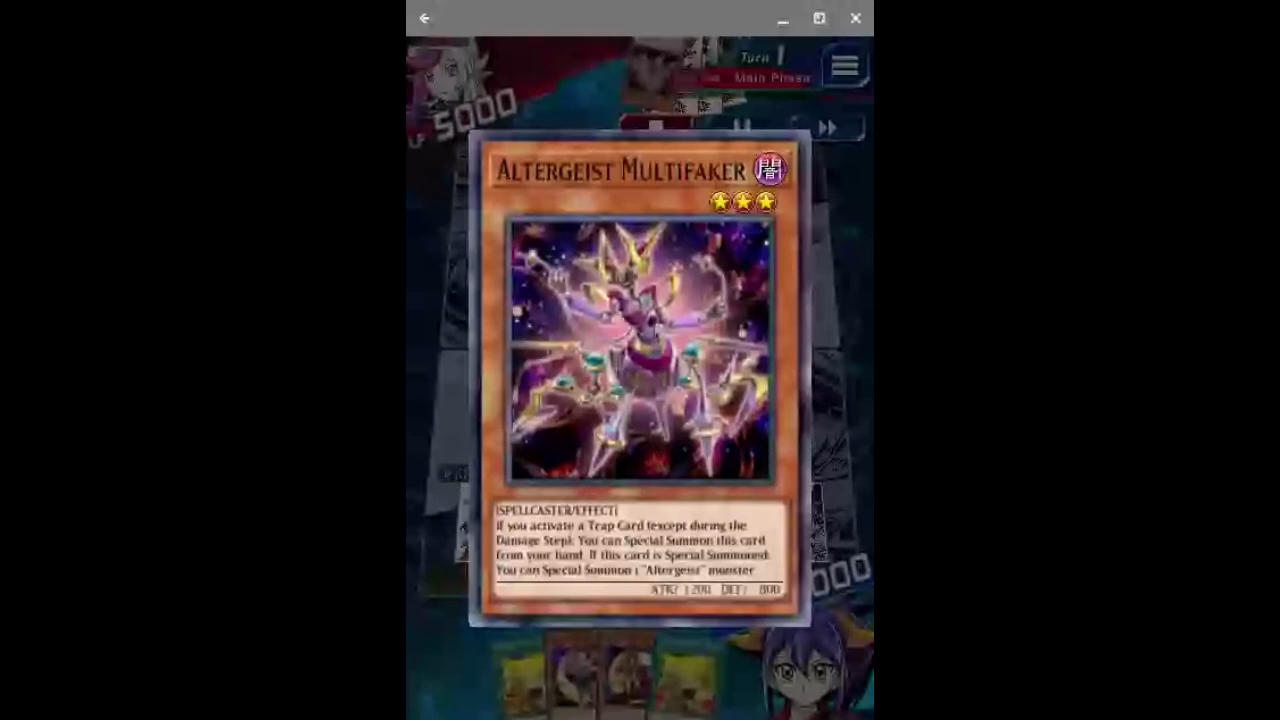 Turn 1
Main Phase
LP 5000
ALTERGEIST MULTIFAKER 闇
[SPELLCASTER/EFFECT]
If you activate a Trap Card (except during the
Damage Step): You can Special Summon this card
from your hand. If this card is Special Summoned:
You can Special Summon 1 "Altergeist" monster
ATK/ 1200 DEF/ 800
000